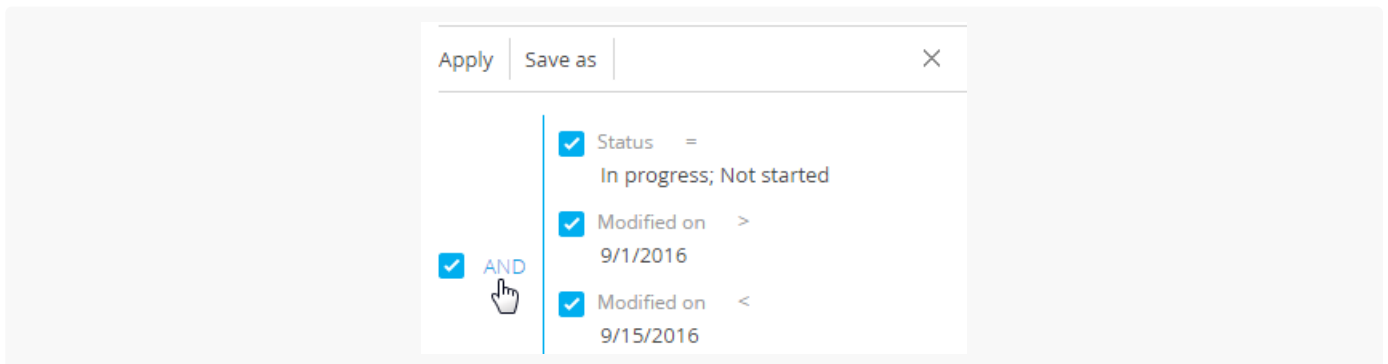 Apply Save as
Status =
In progress; Not started
Modified on >
9/1/2016
AND
Modified on <
9/15/2016